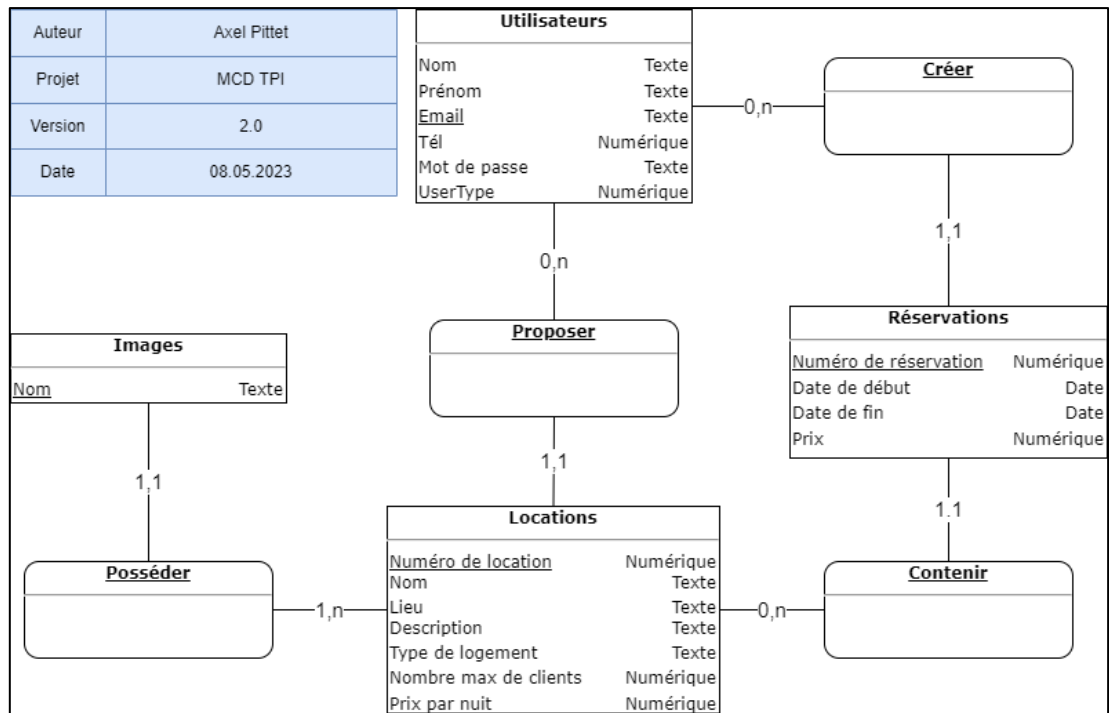 Auteur Axel Pittet
Projet MCD TPI
Version 2.0
Date 08.05.2023
Utilisateurs
Nom Texte
Prénom Texte
Email Texte
Tél Numérique
Mot de passe Texte
UserType Numérique
0,n
Créer
1,1
0,n
Proposer
1,1
Réservations
Numéro de réservation Numérique
Date de début Date
Date de fin Date
Prix Numérique
1.1
Images
Nom Texte
1,1
Posséder
1,n
Locations
Numéro de location Numérique
Nom Texte
Lieu Texte
Description Texte
Type de logement Texte
Nombre max de clients Numérique
Prix par nuit Numérique
0,n
Contenir